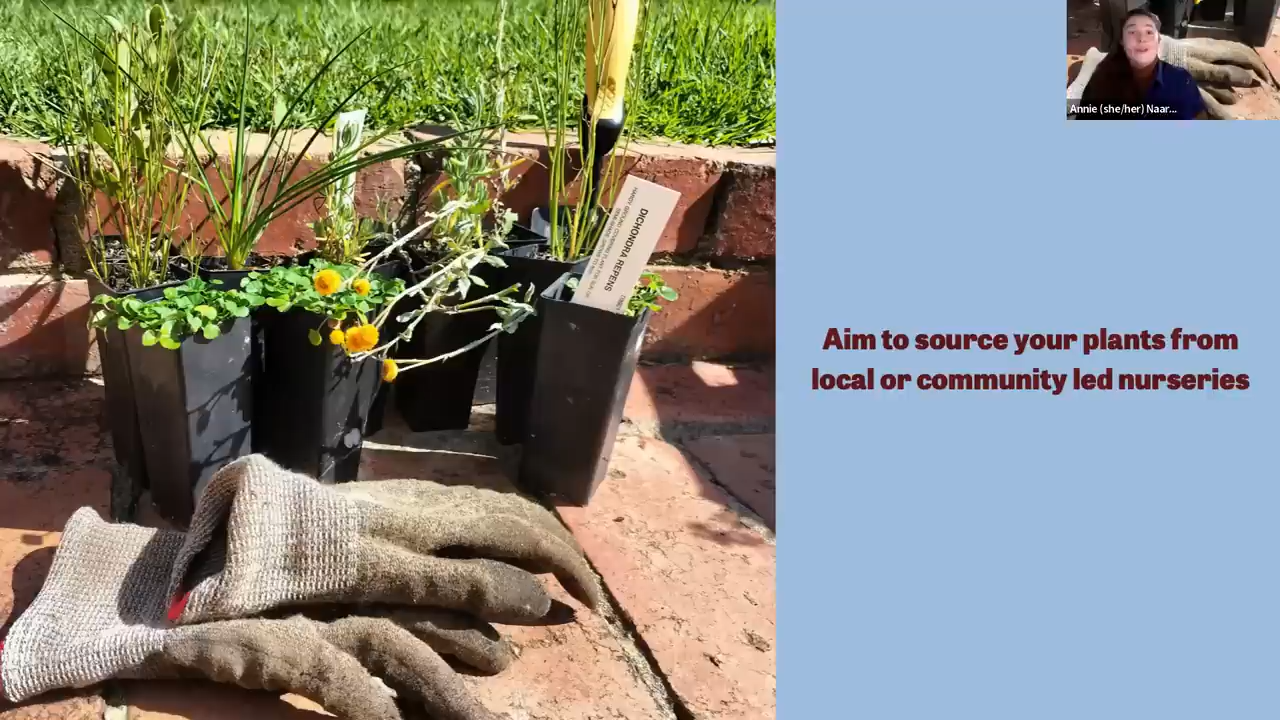 Annie (she/her) Naar...
DICHONDRA REPENS
Aim to source your plants from
local or community led nurseries